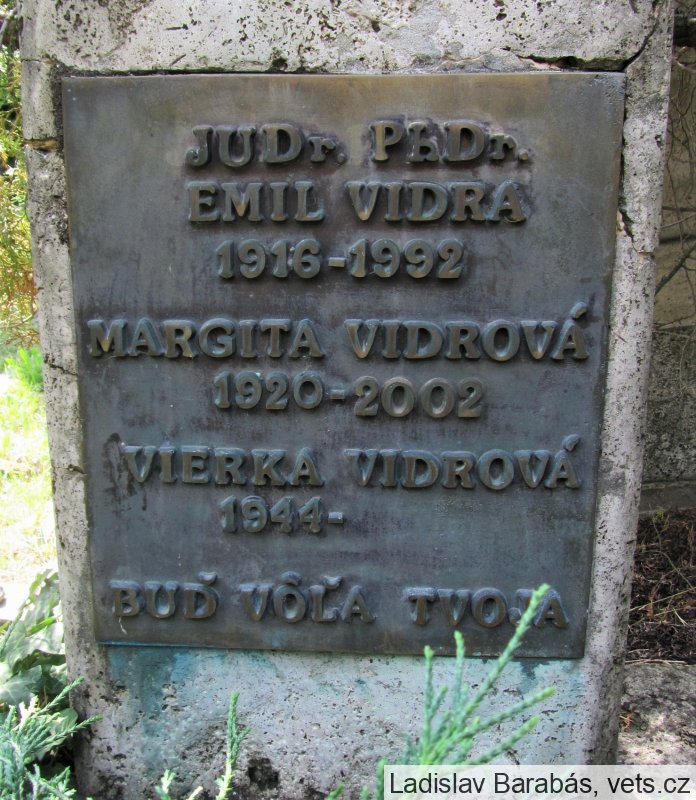 JUDr. PhDr.
EMIL VIDRA
1916-1992
MARGITA VIDROVÁ
1920-2002
VIERKA VIDROVÁ
1944-
BUĎ VÔĽA TVOJA
Ladislav Barabás, vets.cz